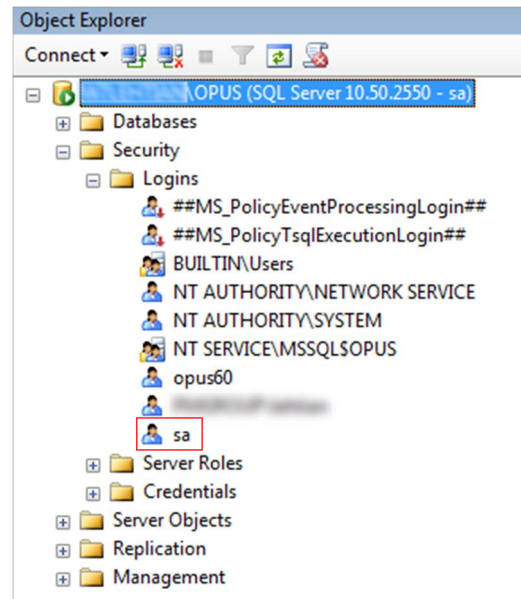 Object Explorer
Connect
\OPUS (SQL Server 10.50.2550 - sa)
Databases
Security
Logins
##MS_PolicyEventProcessingLogin##
##MS_PolicyTsqlExecutionLogin##
BUILTIN\Users
NT AUTHORITY\NETWORK SERVICE
NT AUTHORITY\SYSTEM
NT SERVICE\MSSQL$OPUS
opus60
sa
Server Roles
Credentials
Server Objects
Replication
Management